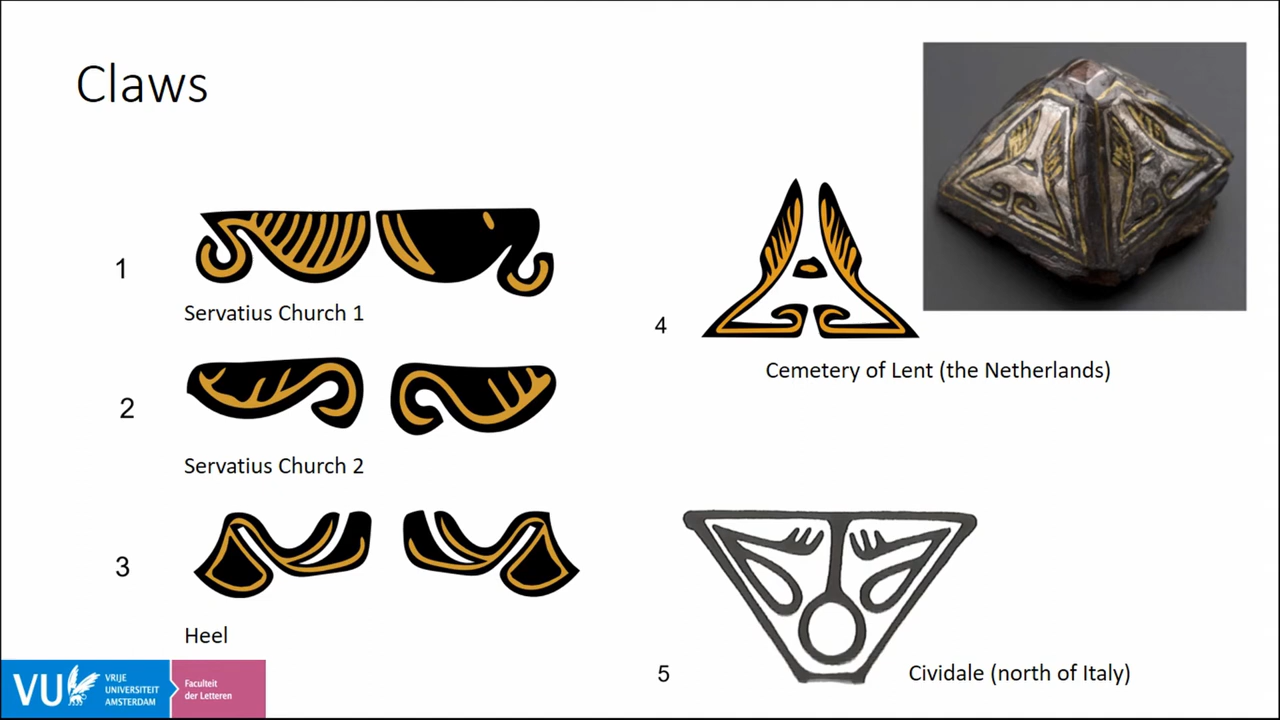 Claws
1
Servatius Church 1
2
Servatius Church 2
3
Heel
4
Cemetery of Lent (the Netherlands)
5
Cividale (north of Italy)
VU
VRIJE
UNIVERSITEIT
AMSTERDAM
Faculteit
der Letteren